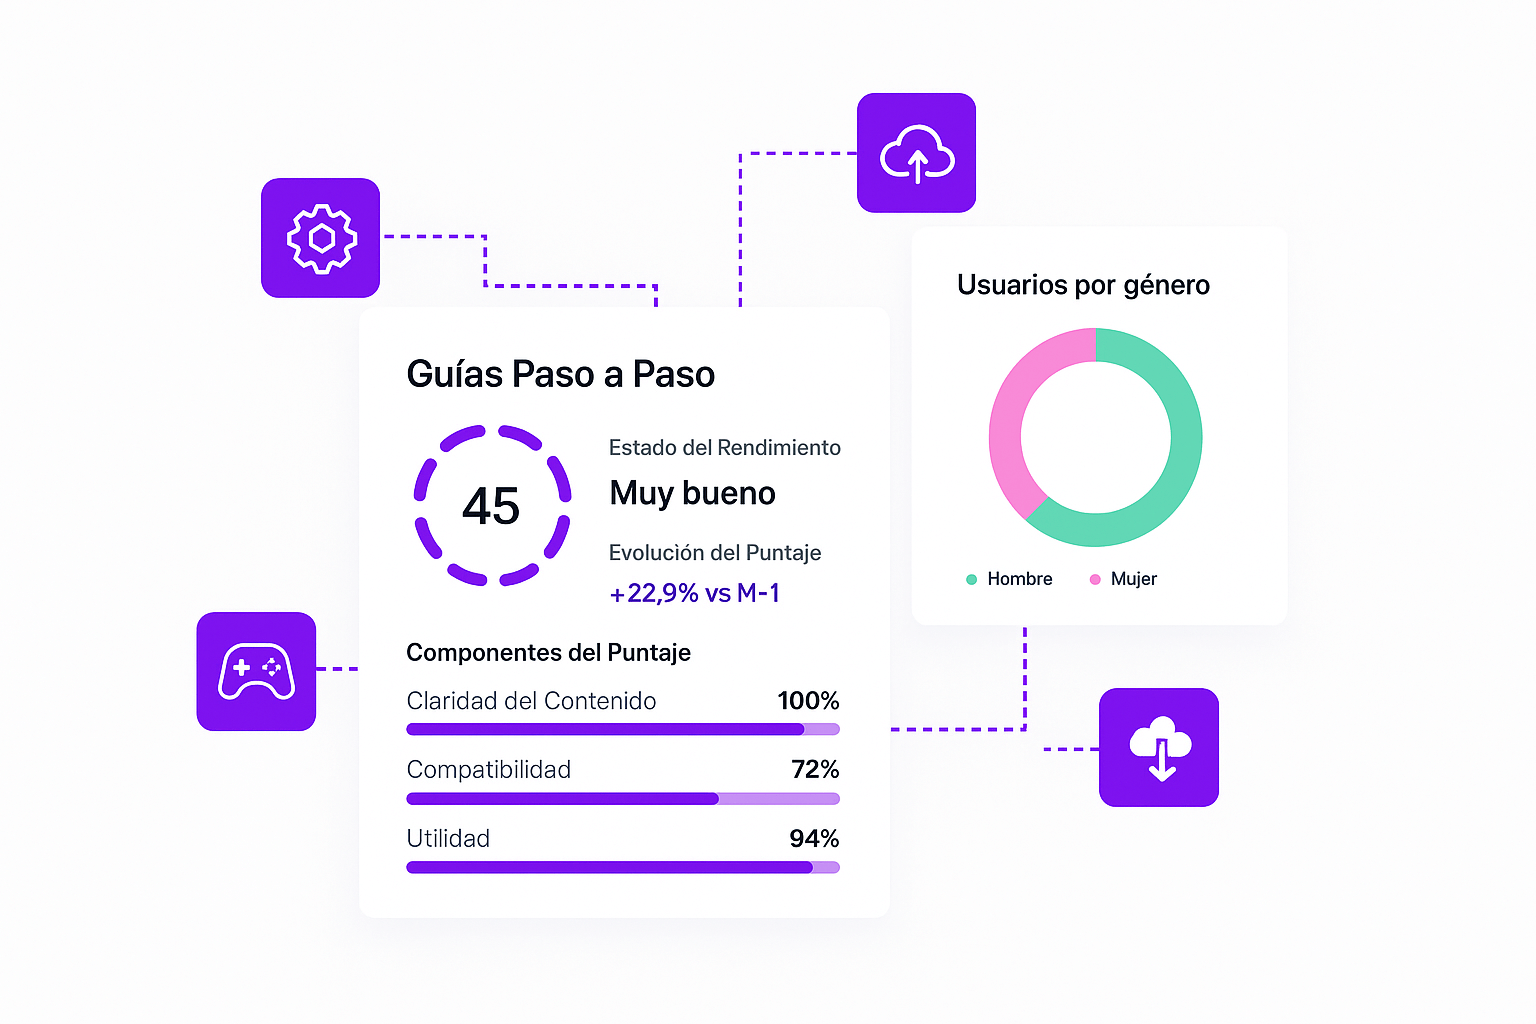 Guías Paso a Paso
45
Estado del Rendimiento
Muy bueno
Evolución del Puntaje
+22,9% vs M-1
Componentes del Puntaje
Claridad del Contenido 100%
Compatibilidad 72%
Utilidad 94%
Usuarios por género
Hombre Mujer